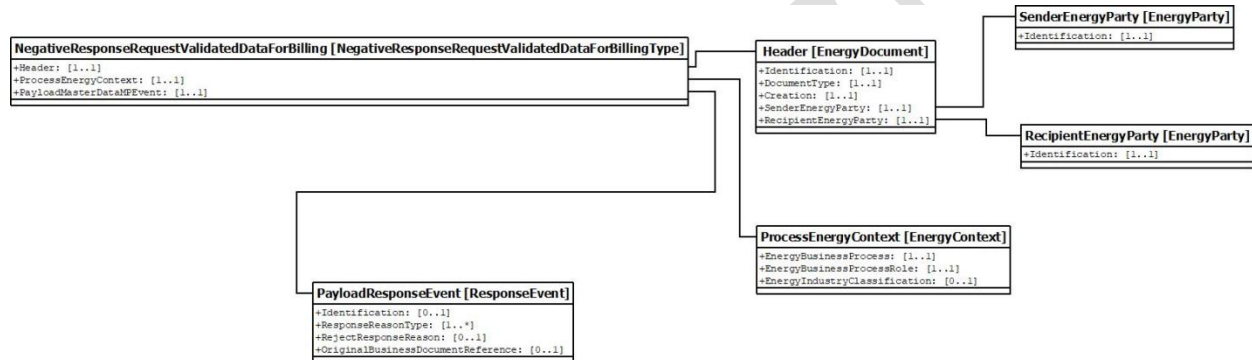 SenderEnergyParty [EnergyParty]
+Identification: [1..1]
NegativeResponseRequestValidatedDataForBilling [NegativeResponseRequestValidatedDataForBillingType]
+Header: [1..1]
+ProcessEnergyContext: [1..1]
+PayloadMasterDataMPEvent: [1..1]
Header [EnergyDocument]
+Identification: [1..1]
+DocumentType: [1..1]
+Creation: [1..1]
+SenderEnergyParty: [1..1]
+RecipientEnergyParty: [1..1]
RecipientEnergyParty [EnergyParty]
+Identification: [1..1]
ProcessEnergyContext [EnergyContext]
+EnergyBusinessProcess: [1..1]
+EnergyBusinessProcessRole: [1..1]
+EnergyIndustryClassification: [0..1]
PayloadResponseEvent [ResponseEvent]
+Identification: [0..1]
+ResponseReasonType: [1..*]
+RejectResponseReason: [0..1]
+OriginalBusinessDocumentReference: [0..1]